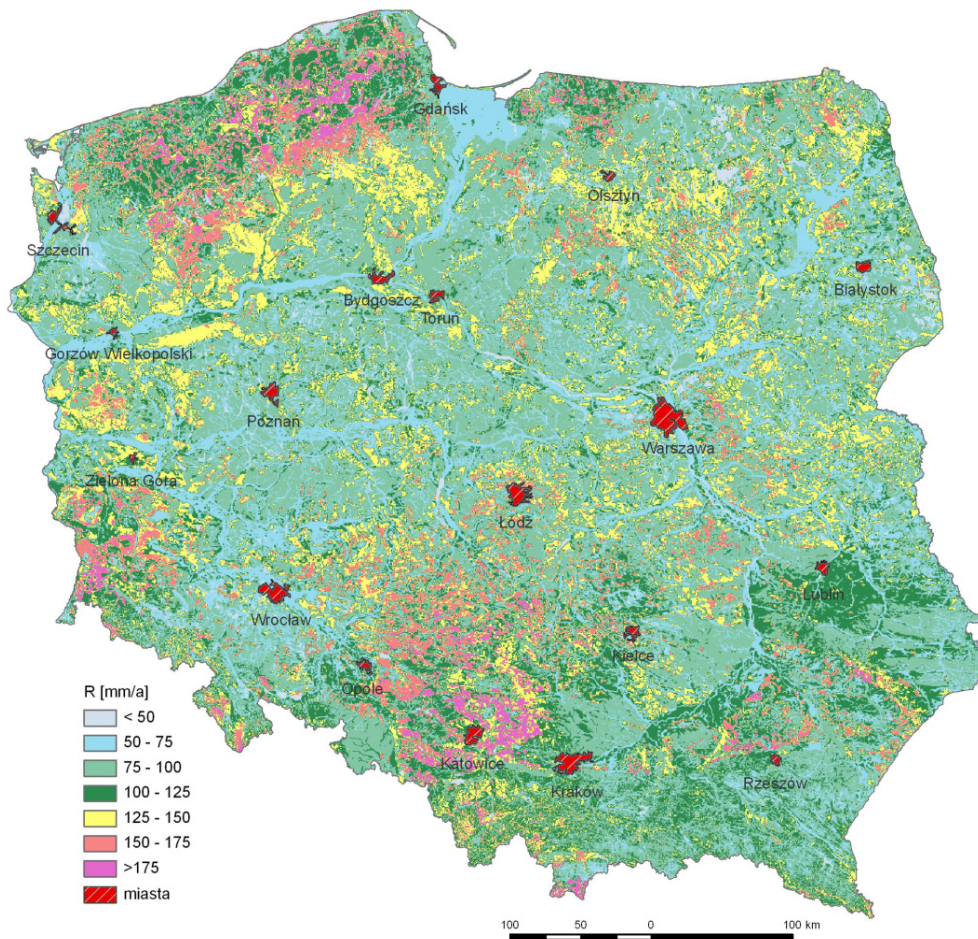 Gdańsk
Olsztyn
Szczecin
Białystok
Bydgoszcz
Toruń
Gorzów Wielkopolski
Poznań
Warszawa
Zielona Góra
Łódź
Lublin
Wrocław
Kielce
Opole
Katowice
Kraków
Rzeszów
R [mm/a]
< 50
50 - 75
75 - 100
100 - 125
125 - 150
150 - 175
>175
miasta
100 50 0 100 km